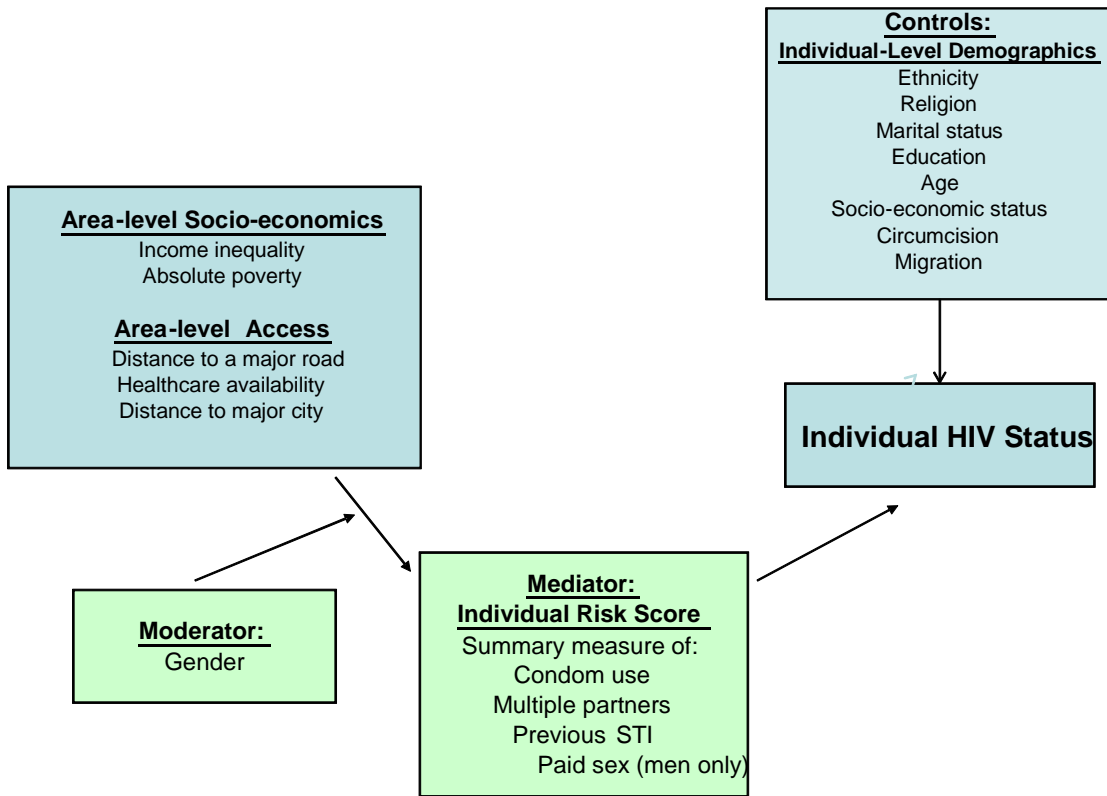 Controls:
Individual-Level Demographics
Ethnicity
Religion
Marital status
Education
Age
Socio-economic status
Circumcision
Migration
Area-level Socio-economics
Income inequality
Absolute poverty
Area-level Access
Distance to a major road
Healthcare availability
Distance to major city
Individual HIV Status
Moderator:
Gender
Mediator:
Individual Risk Score
Summary measure of:
Condom use
Multiple partners
Previous STI
Paid sex (men only)